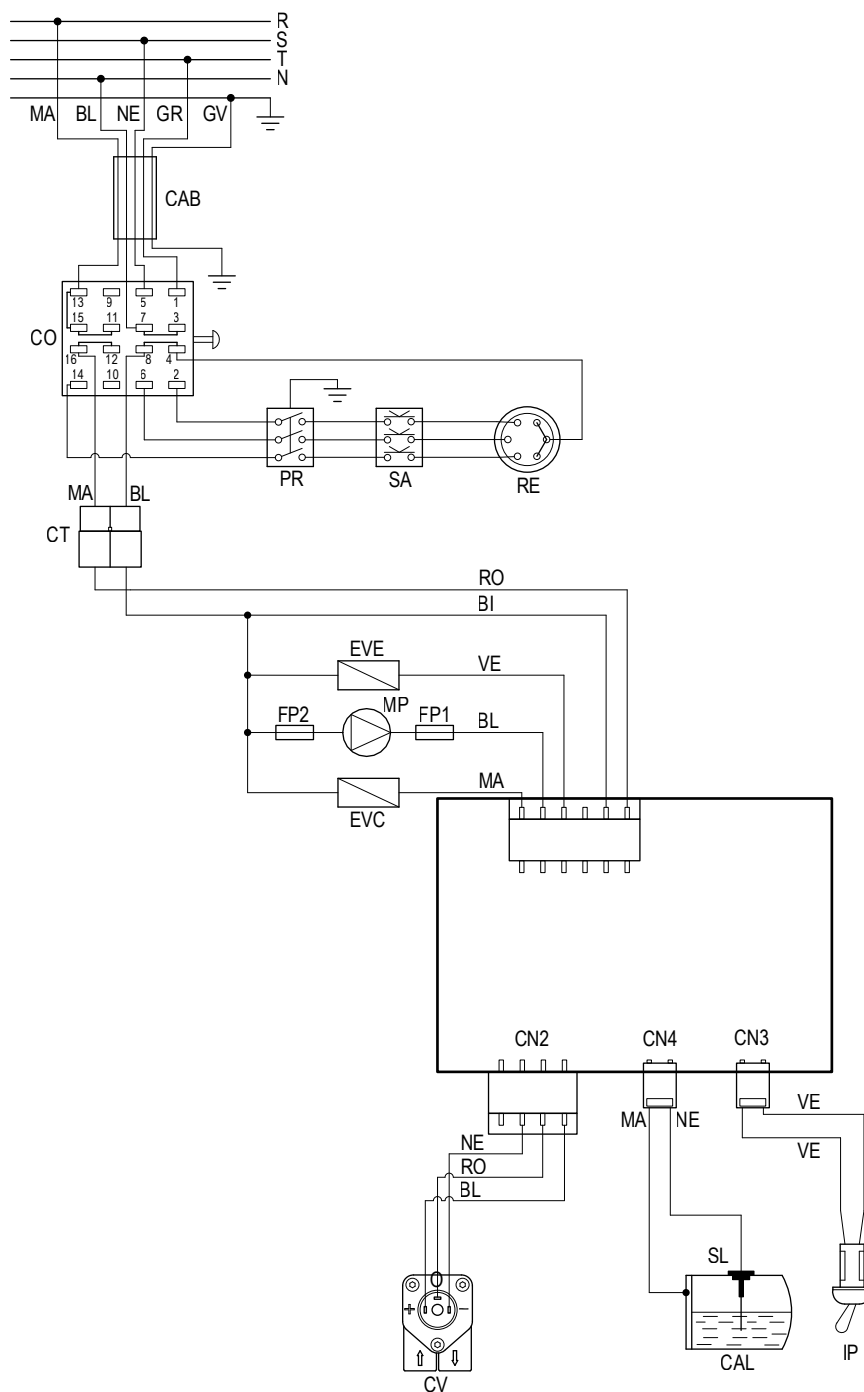 R
S
T
N
MA BL NE GR GV
CAB
13 9 5 1
15 11 7 3
CO
16 12 8 4
14 10 6 2
PR SA RE
MA BL
CT
RO
BI
EVE VE
FP2 MP FP1 BL
MA
EVC
CN2 CN4 CN3
VE
MA NE
NE VE
RO
BL
SL
+ −
IP
CAL
CV